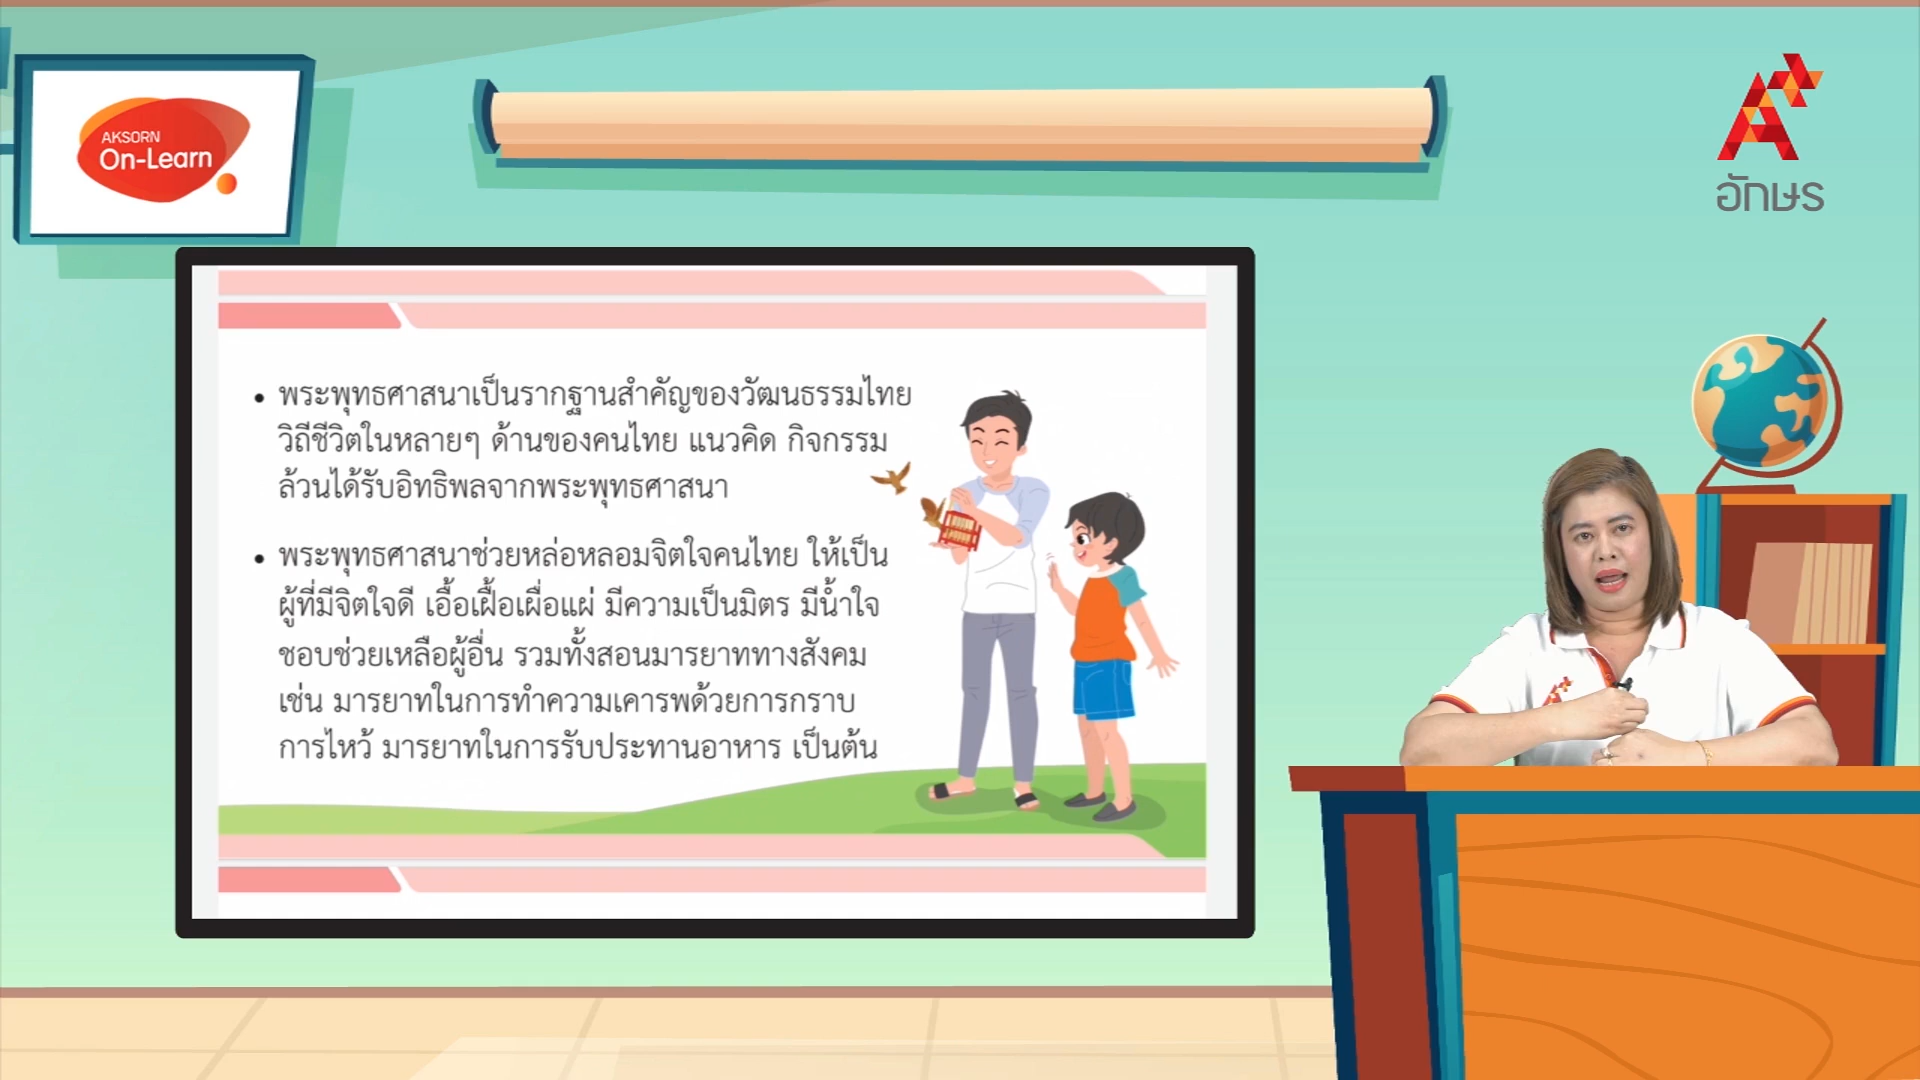 AKSORN
On-Learn
อักษร
• พระพุทธศาสนาเป็นรากฐานสำคัญของวัฒนธรรมไทย
วิถีชีวิตในหลายๆ ด้านของคนไทย แนวคิด กิจกรรม
ล้วนได้รับอิทธิพลจากพระพุทธศาสนา
• พระพุทธศาสนาช่วยหล่อหลอมจิตใจคนไทย ให้เป็น
ผู้ที่มีจิตใจดี เอื้อเฝื้อเผื่อแผ่ มีความเป็นมิตร มีน้ำใจ
ชอบช่วยเหลือผู้อื่น รวมทั้งสอนมารยาททางสังคม
เช่น มารยาทในการทำความเคารพด้วยการกราบ
การไหว้ มารยาทในการรับประทานอาหาร เป็นต้น